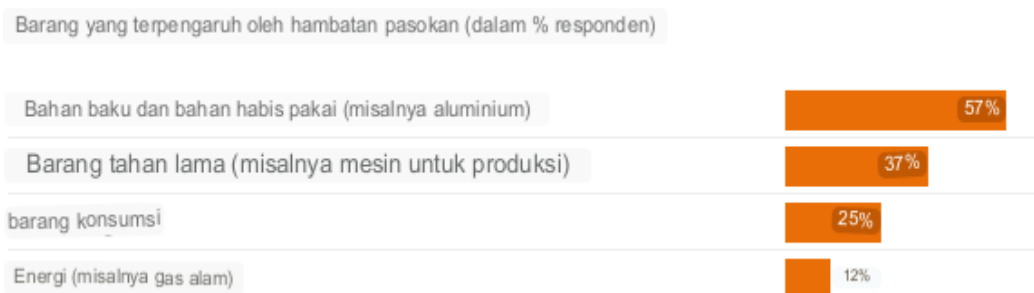 Barang yang terpengaruh oleh hambatan pasokan (dalam % responden)
Bahan baku dan bahan habis pakai (misalnya aluminium) 57%
Barang tahan lama (misalnya mesin untuk produksi) 37%
barang konsumsi 25%
Energi (misalnya gas alam) 12%